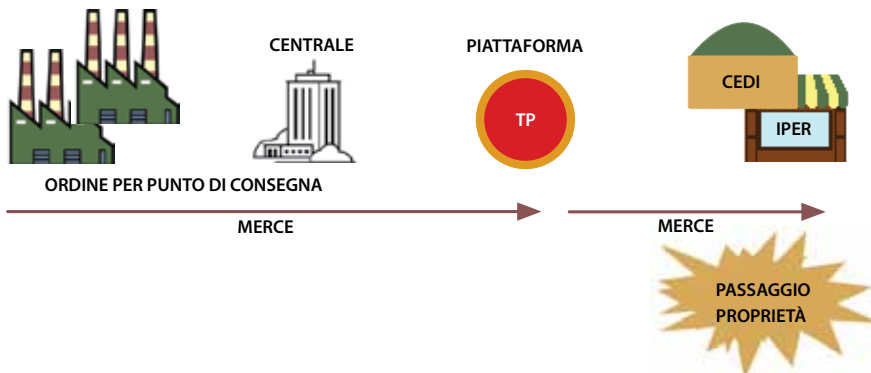 CENTRALE
PIATTAFORMA
CEDI
TP
IPER
ORDINE PER PUNTO DI CONSEGNA
MERCE
MERCE
PASSAGGIO
PROPRIETÀ